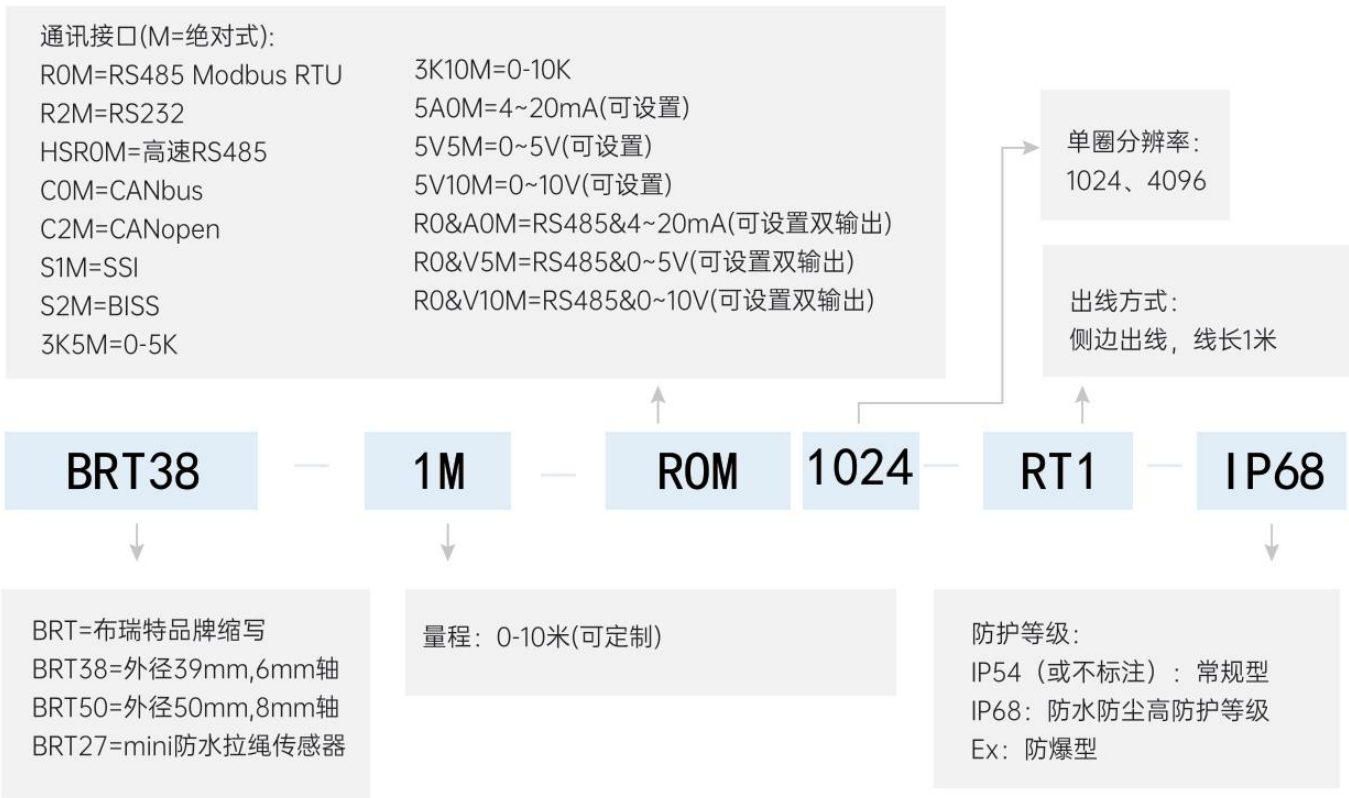 通讯接口(M=绝对式):
R0M=RS485 Modbus RTU
R2M=RS232
HSR0M=高速RS485
C0M=CANbus
C2M=CANopen
S1M=SSI
S2M=BISS
3K5M=0-5K
3K10M=0-10K
5A0M=4~20mA(可设置)
5V5M=0~5V(可设置)
5V10M=0~10V(可设置)
R0&A0M=RS485&4~20mA(可设置双输出)
R0&V5M=RS485&0~5V(可设置双输出)
R0&V10M=RS485&0~10V(可设置双输出)
单圈分辨率:
1024、4096
出线方式:
侧边出线，线长1米
BRT38 — 1M — R0M 1024 — RT1 — IP68
BRT=布瑞特品牌缩写
BRT38=外径39mm,6mm轴
BRT50=外径50mm,8mm轴
BRT27=mini防水拉绳传感器
量程：0-10米(可定制)
防护等级:
IP54（或不标注）：常规型
IP68：防水防尘高防护等级
Ex：防爆型